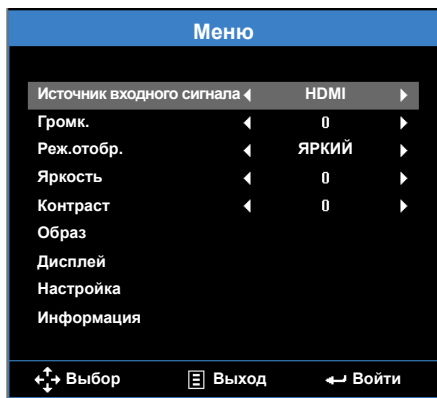 Меню
Источник входного сигнала HDMI
Громк. 0
Реж.отобр. ЯРКИЙ
Яркость 0
Контраст 0
Образ
Дисплей
Настройка
Информация
Выбор Выход Войти